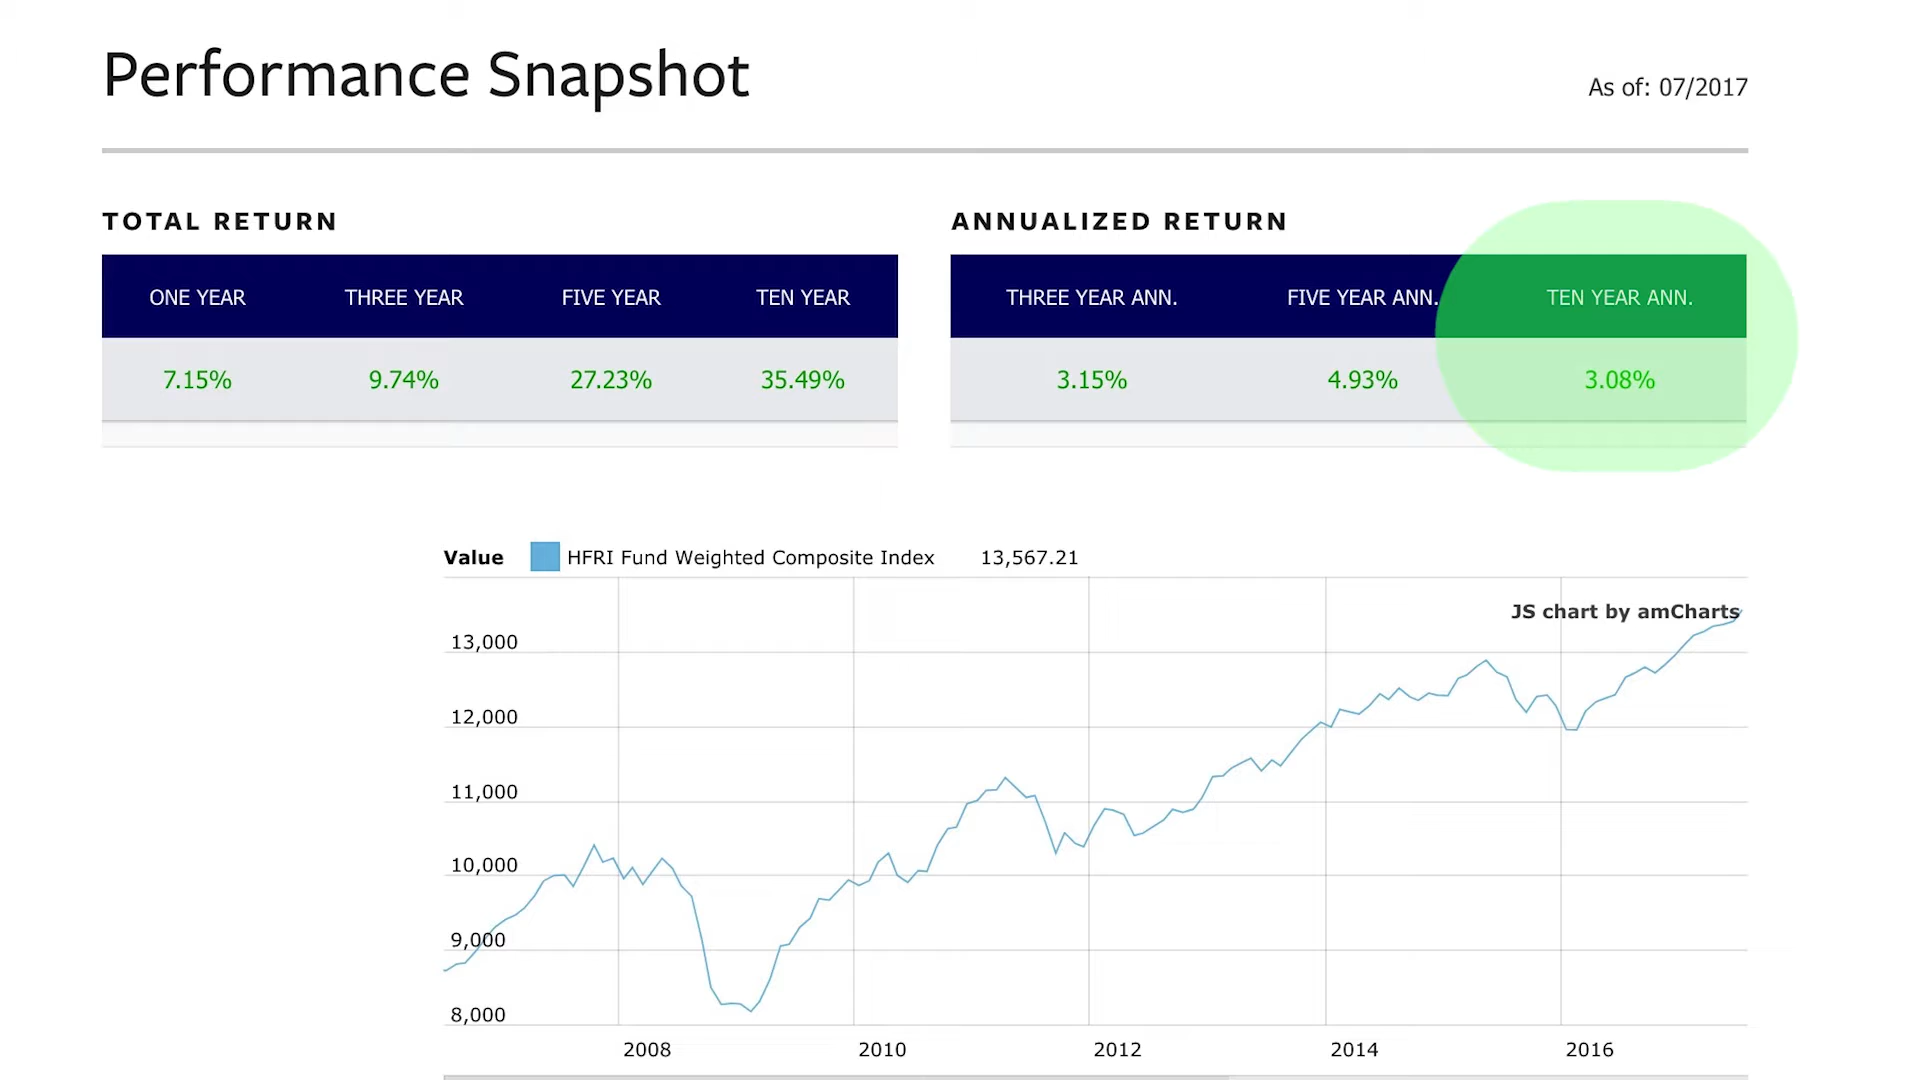 Performance Snapshot
As of: 07/2017
TOTAL RETURN
ONE YEAR THREE YEAR FIVE YEAR TEN YEAR
7.15% 9.74% 27.23% 35.49%
ANNUALIZED RETURN
THREE YEAR ANN. FIVE YEAR ANN. TEN YEAR ANN.
3.15% 4.93% 3.08%
Value HFRI Fund Weighted Composite Index 13,567.21
JS chart by amCharts
13,000
12,000
11,000
10,000
9,000
8,000
2008 2010 2012 2014 2016